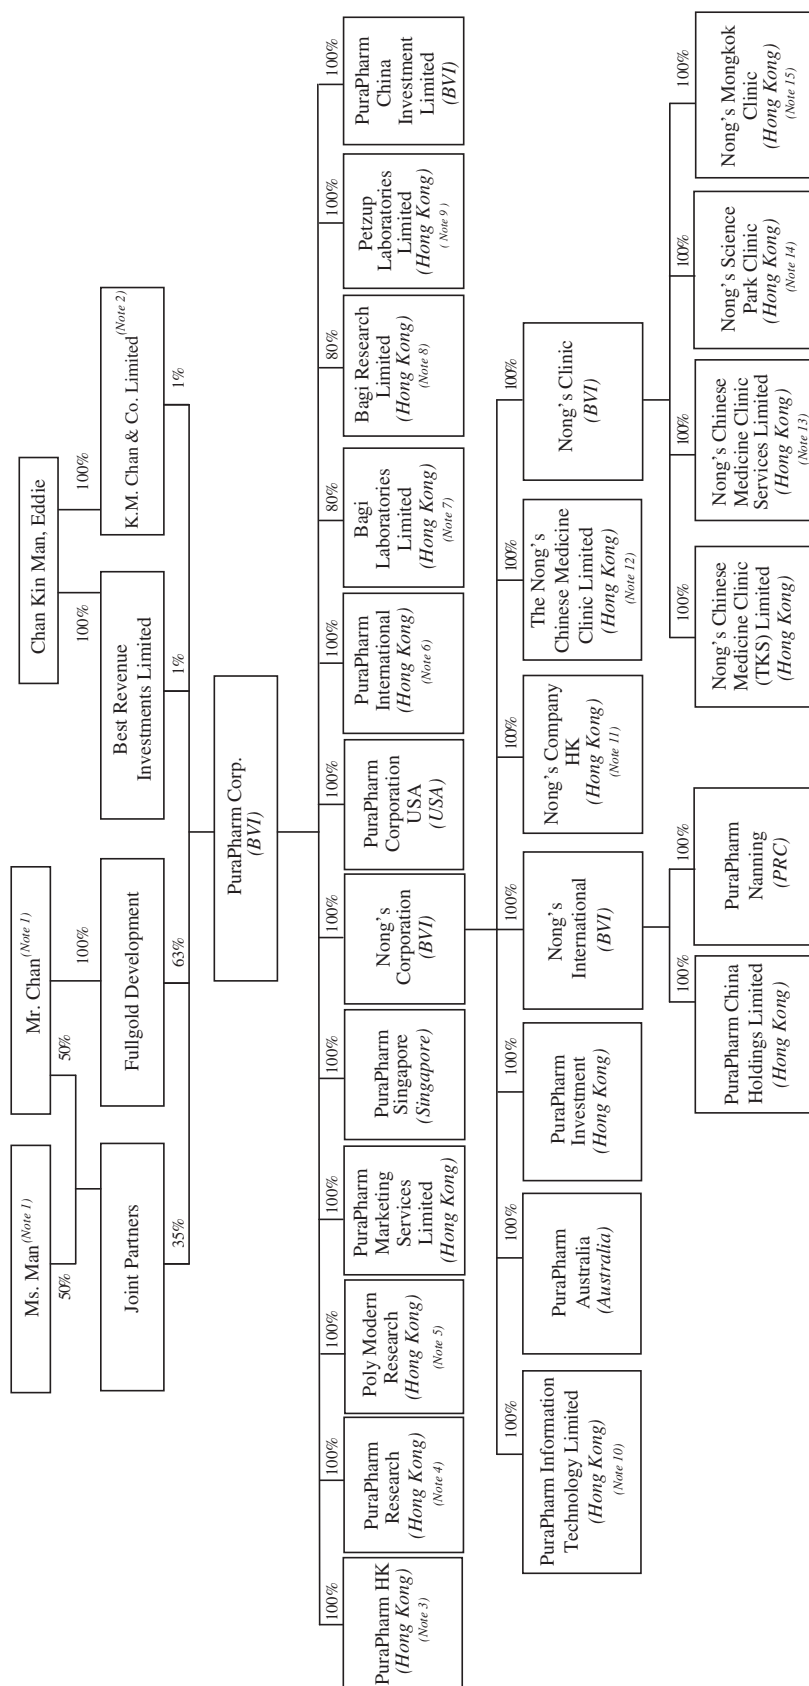 Ms. Man (Note 1)
Mr. Chan (Note 1)
Chan Kin Man, Eddie
50%
50%
100%
100%
100%
Joint Partners
Fullgold Development
Best Revenue
Investments Limited
K.M. Chan & Co. Limited (Note 2)
35%
63%
1%
1%
PuraPharm Corp.
(BVI)
100%
100%
100%
100%
100%
100%
100%
100%
80%
80%
100%
100%
PuraPharm HK
(Hong Kong)
(Note 3)
PuraPharm
Research
(Hong Kong)
(Note 4)
Poly Modern
Research
(Hong Kong)
(Note 5)
PuraPharm
Marketing
Services
Limited
(Hong Kong)
PuraPharm
Singapore
(Singapore)
Nong's
Corporation
(BVI)
PuraPharm
Corporation
USA
(USA)
PuraPharm
International
(Hong Kong)
(Note 6)
Bagi
Laboratories
Limited
(Hong Kong)
(Note 7)
Bagi Research
Limited
(Hong Kong)
(Note 8)
Petzup
Laboratories
Limited
(Hong Kong)
( Note 9 )
PuraPharm
China
Investment
Limited
(BVI)
100%
100%
100%
100%
100%
100%
100%
PuraPharm Information
Technology Limited
(Hong Kong)
(Note 10)
PuraPharm
Australia
(Australia)
PuraPharm
Investment
(Hong Kong)
Nong's
International
(BVI)
Nong's Company
HK
(Hong Kong)
(Note 11)
The Nong's
Chinese Medicine
Clinic Limited
(Hong Kong)
(Note 12)
Nong's Clinic
(BVI)
100%
100%
100%
100%
100%
100%
PuraPharm China
Holdings Limited
(Hong Kong)
PuraPharm
Nanning
(PRC)
Nong's Chinese
Medicine Clinic
(TKS) Limited
(Hong Kong)
Nong's Chinese
Medicine Clinic
Services Limited
(Hong Kong)
(Note 13)
Nong's Science
Park Clinic
(Hong Kong)
(Note 14)
Nong's Mongkok
Clinic
(Hong Kong)
(Note 15)